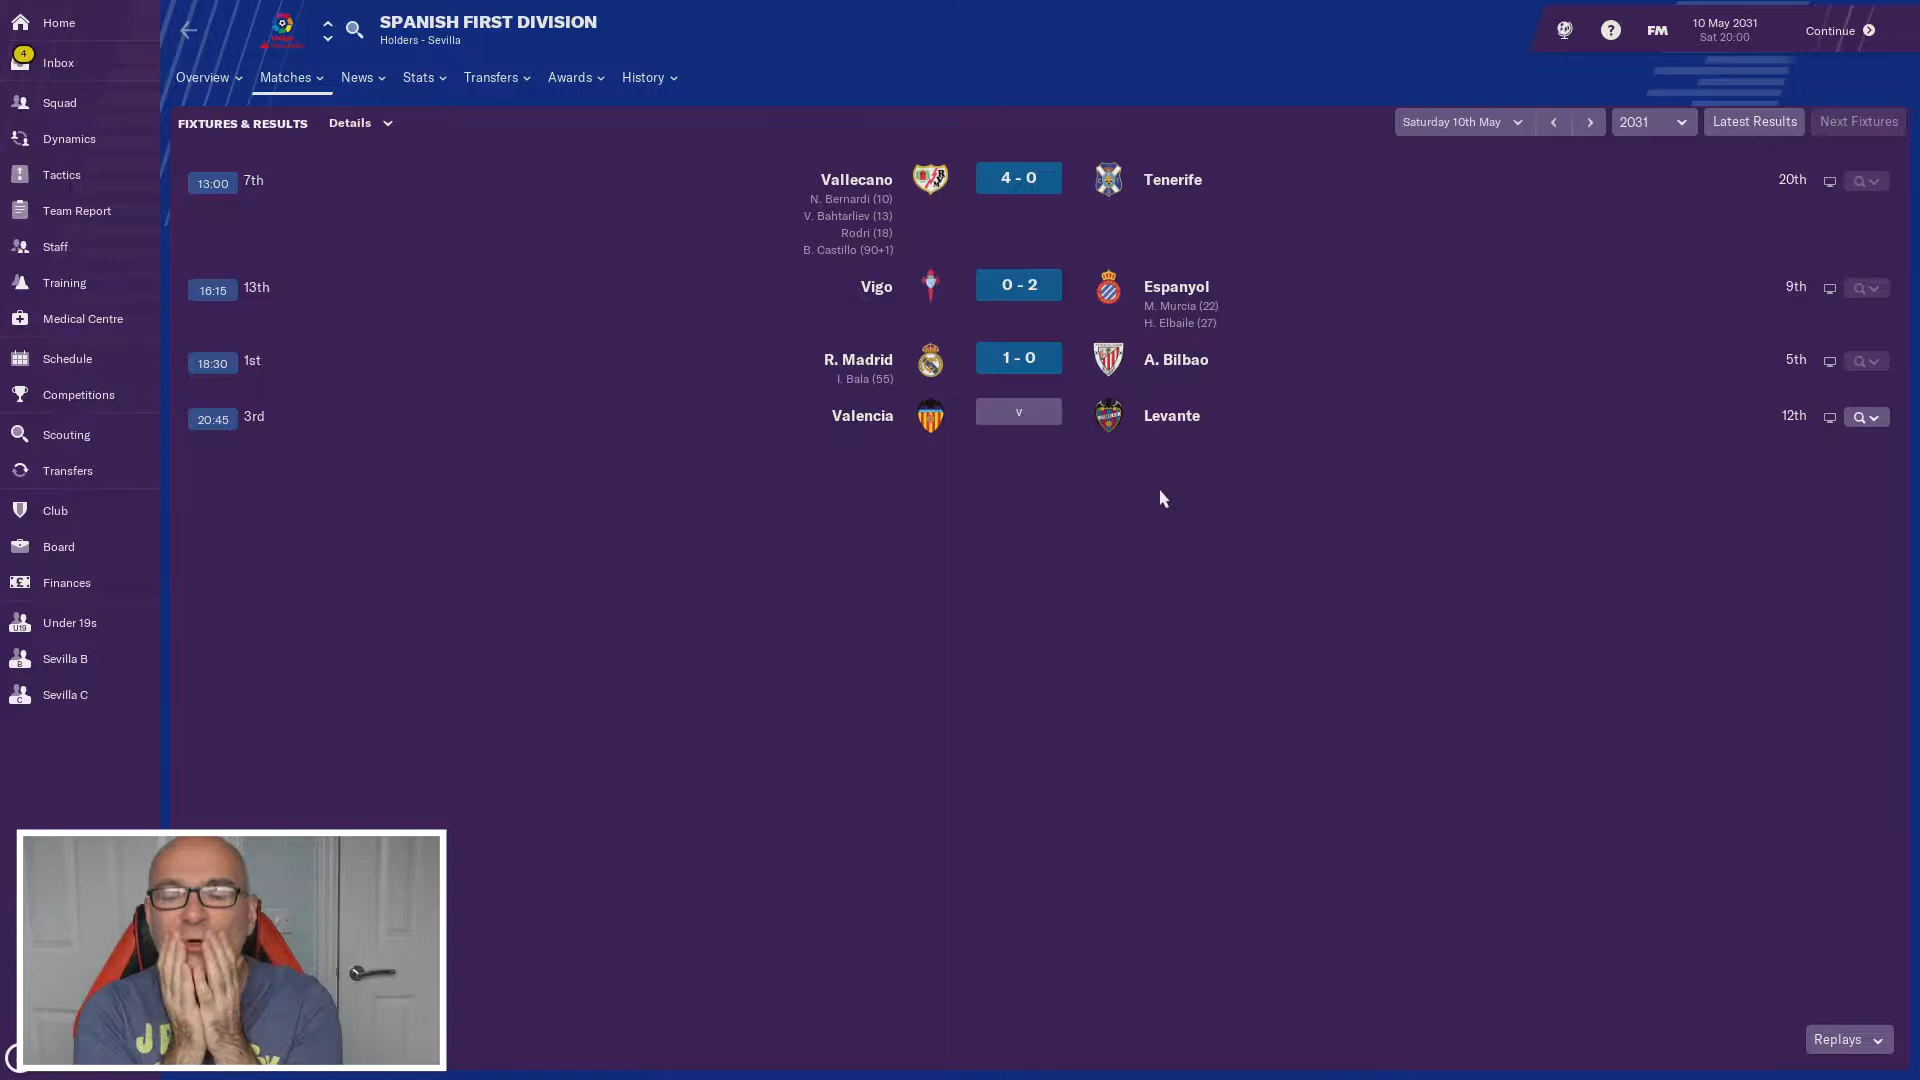 Home
4
Inbox
Squad
Dynamics
Tactics
Team Report
Staff
Training
Medical Centre
Schedule
Competitions
Scouting
Transfers
Club
Board
Finances
U19
Under 19s
B
Sevilla B
C
Sevilla C
SPANISH FIRST DIVISION
Holders - Sevilla
?
FM
10 May 2031
Sat 20:00
Continue
Overview
Matches
News
Stats
Transfers
Awards
History
FIXTURES & RESULTS
Details
Saturday 10th May
2031
Latest Results
Next Fixtures
13:00 7th Vallecano 4 - 0 Tenerife 20th
N. Bernardi (10)
V. Bahtarliev (13)
Rodri (18)
B. Castillo (90+1)
16:15 13th Vigo 0 - 2 Espanyol 9th
M. Murcia (22)
H. Elbaile (27)
18:30 1st R. Madrid 1 - 0 A. Bilbao 5th
I. Bala (55)
20:45 3rd Valencia v Levante 12th
Replays